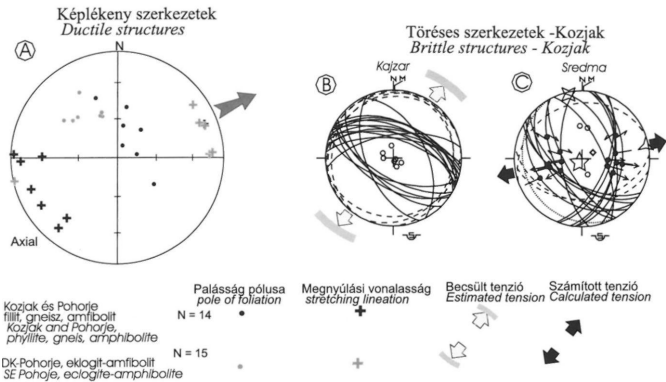 Képlékeny szerkezetek
Ductile structures
A
N
Axial
Töréses szerkezetek -Kozjak
Brittle structures - Kozjak
Kajzar
Sredma
B
N M
C
N M
S
S
Palásság pólusa
pole of foliation
Megnyúlási vonalasság
stretching lineation
Becsült tenzió
Estimated tension
Számított tenzió
Calculated tension
Kozjak és Pohorje
fillit, gneisz, amfibolit
Kozjak and Pohorje,
phyllite, gneis, amphibolite
N = 14
N = 15
DK-Pohorje, eklogit-amfibolit
SE Pohoje, eclogite-amphibolite